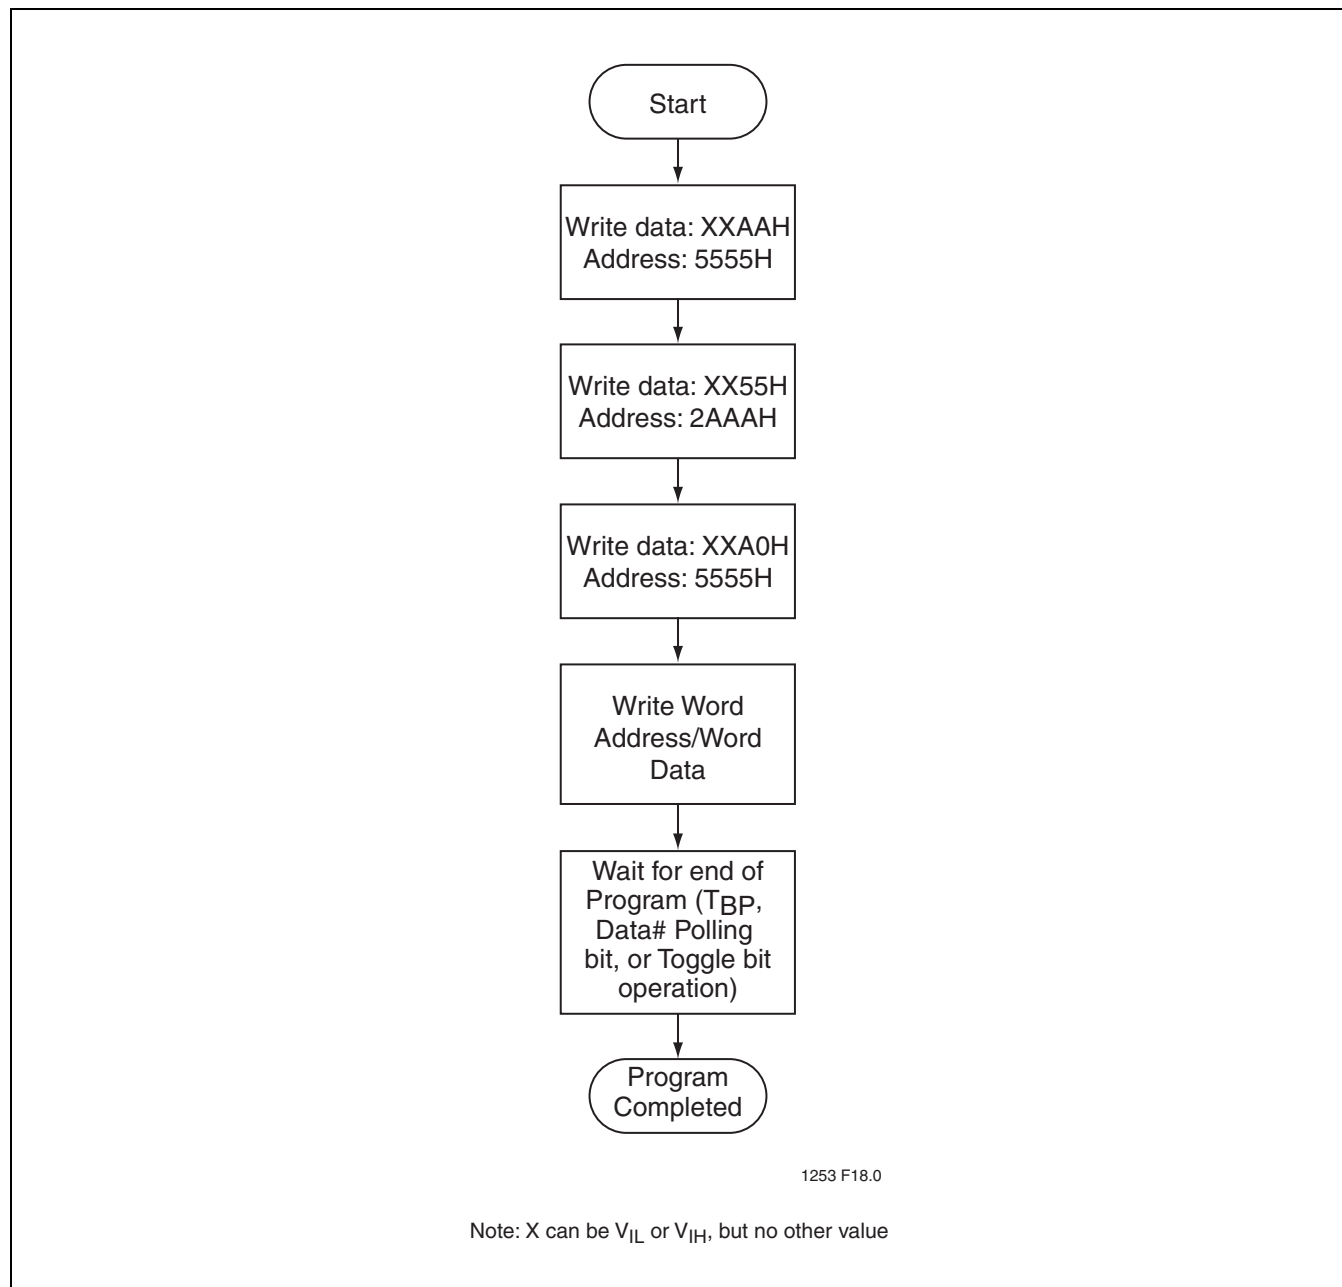 Start
Write data: XXAAH
Address: 5555H
Write data: XX55H
Address: 2AAAH
Write data: XXA0H
Address: 5555H
Write Word
Address/Word
Data
Wait for end of
Program (TBP,
Data# Polling
bit, or Toggle bit
operation)
Program
Completed
1253 F18.0
Note: X can be VIL or VIH, but no other value